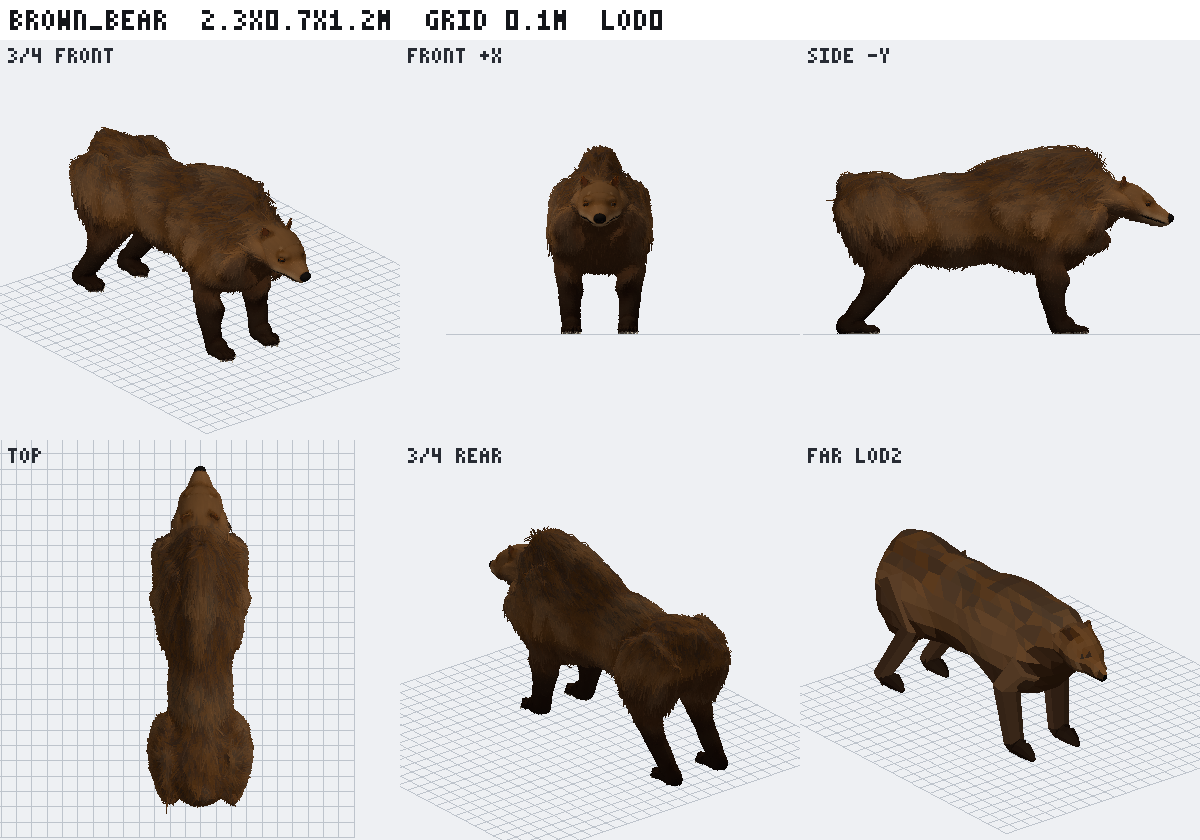 BROWN_BEAR 2.3X0.7X1.2M GRID 0.1M LOD0
3/4 FRONT
FRONT +X
SIDE -Y
TOP
3/4 REAR
FAR LOD2